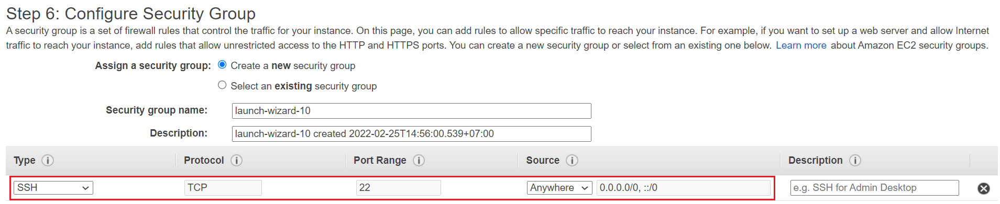 Step 6: Configure Security Group
A security group is a set of firewall rules that control the traffic for your instance. On this page, you can add rules to allow specific traffic to reach your instance. For example, if you want to set up a web server and allow Internet
traffic to reach your instance, add rules that allow unrestricted access to the HTTP and HTTPS ports. You can create a new security group or select from an existing one below. Learn more about Amazon EC2 security groups.
Assign a security group: Create a new security group
Select an existing security group
Security group name: launch-wizard-10
Description: launch-wizard-10 created 2022-02-25T14:56:00.539+07:00
Type i Protocol i Port Range i Source i Description i
SSH TCP 22 Anywhere 0.0.0.0/0, ::/0 e.g. SSH for Admin Desktop